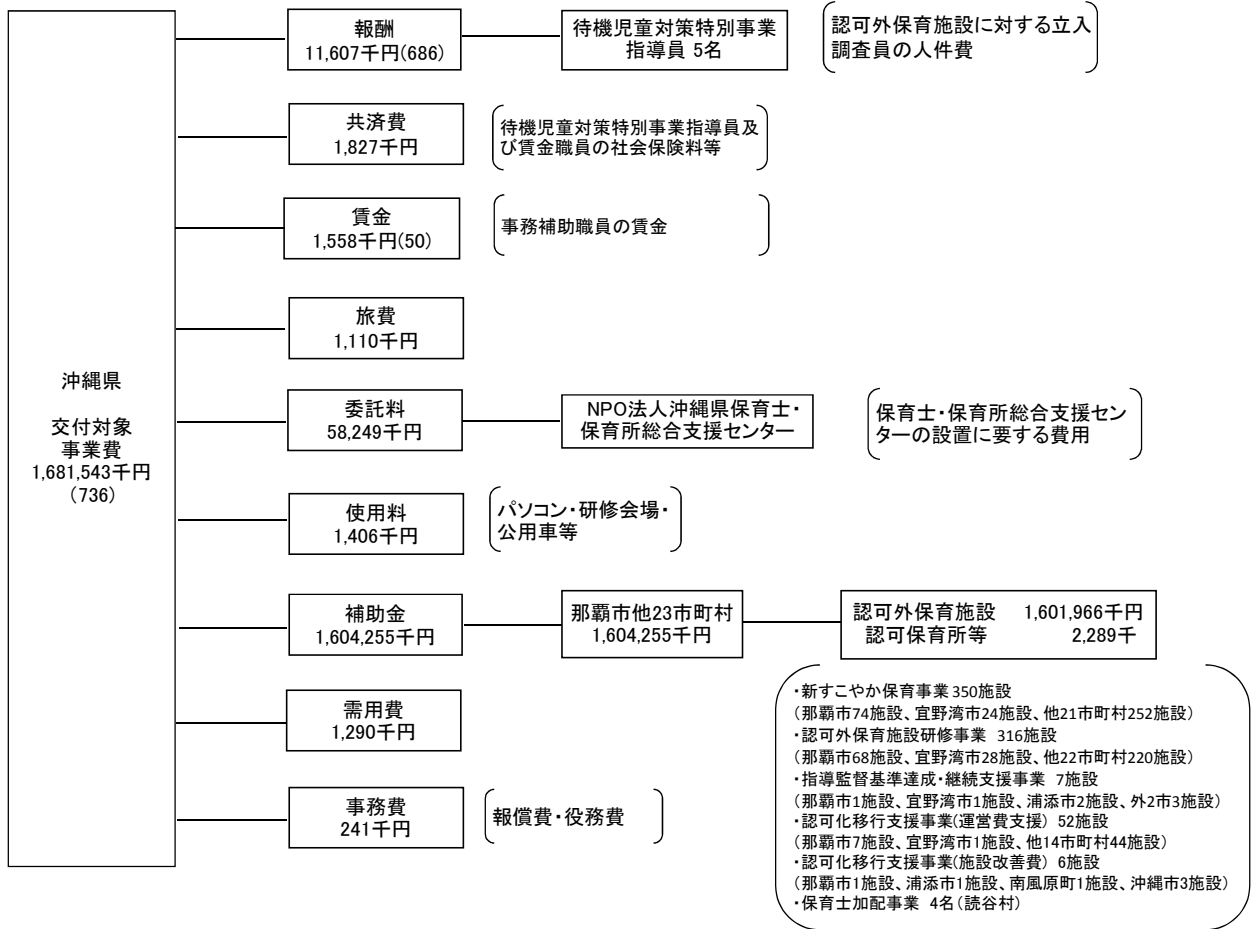 沖縄県
交付対象
事業費
1,681,543千円
(736)
報酬
11,607千円(686)
待機児童対策特別事業
指導員 5名
認可外保育施設に対する立入
調査員の人件費
共済費
1,827千円
待機児童対策特別事業指導員及
び賃金職員の社会保険料等
賃金
1,558千円(50)
事務補助職員の賃金
旅費
1,110千円
委託料
58,249千円
NPO法人沖縄県保育士・
保育所総合支援センター
保育士・保育所総合支援セン
ターの設置に要する費用
使用料
1,406千円
パソコン・研修会場・
公用車等
補助金
1,604,255千円
那覇市他23市町村
1,604,255千円
認可外保育施設 1,601,966千円
認可保育所等 2,289千
・新すこやか保育事業350施設
(那覇市74施設、宜野湾市24施設、他21市町村252施設)
・認可外保育施設研修事業 316施設
(那覇市68施設、宜野湾市28施設、他22市町村220施設)
・指導監督基準達成・継続支援事業 7施設
(那覇市1施設、宜野湾市1施設、浦添市2施設、外2市3施設)
・認可化移行支援事業(運営費支援) 52施設
(那覇市7施設、宜野湾市1施設、他14市町村44施設)
・認可化移行支援事業(施設改善費) 6施設
(那覇市1施設、浦添市1施設、南風原町1施設、沖縄市3施設)
・保育士加配事業 4名(読谷村)
需用費
1,290千円
事務費
241千円
報償費・役務費